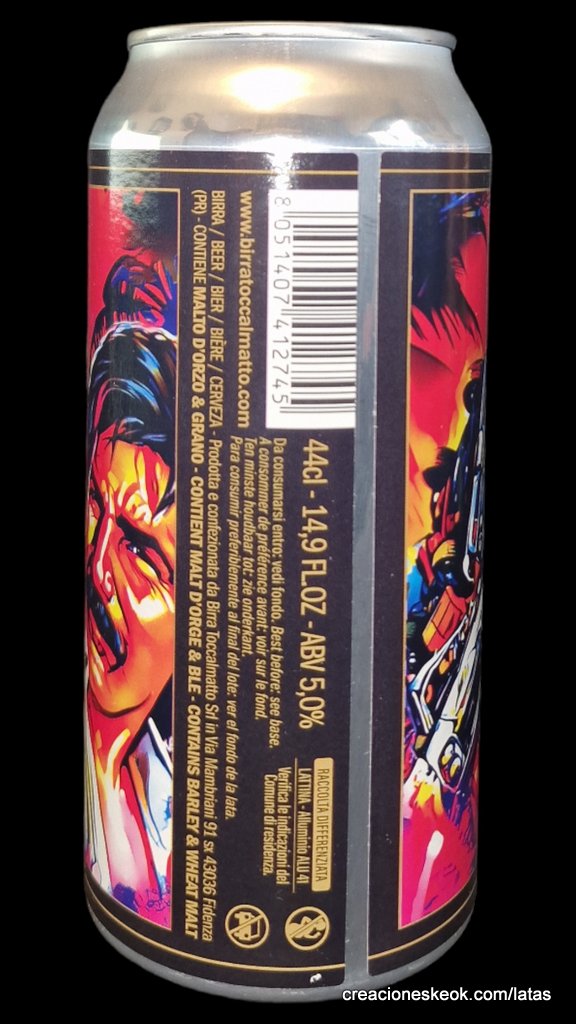 8 051407 412745
44cl - 14,9 FL.OZ - ABV 5,0%
Da consumarsi entro: vedi fondo. Best before: see base.
A consommer de préférence avant: voir sur le fond.
Ten minste houdbaar tot: zie onderkant.
Para consumir preferiblemente al final del lote: ver el fondo de la lata.
www.birratoccalmatto.com
BIRRA / BEER / BIER / BIÈRE / CERVEZA - Prodotta e confezionata da Birra Toccalmatto Srl in Via Mambriani 91 sx 43036 Fidenza
(PR) - CONTIENE MALTO D'ORZO & GRANO - CONTIENT MALT D'ORGE & BLE - CONTAINS BARLEY & WHEAT MALT
RACCOLTA DIFFERENZIATA
LATTINA - Alluminio ALU 41
Verifica le indicazioni del
Comune di residenza.
creacioneskeok.com/latas